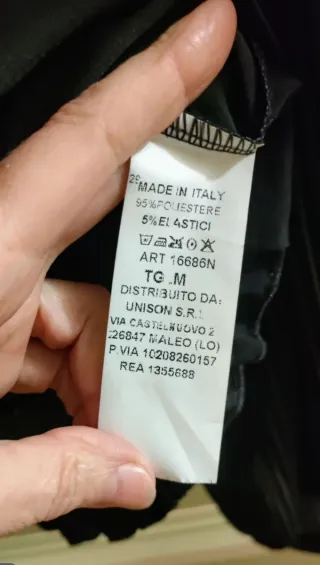 MADE IN ITALY
95%POLIESTERE
5%ELASTICI
ART 16686N
TG .M
DISTRIBUITO DA:
UNISON S.R.L
VIA CASTELNUOVO 2
26847 MALEO (LO)
P.VIA 10208260157
REA 1355688